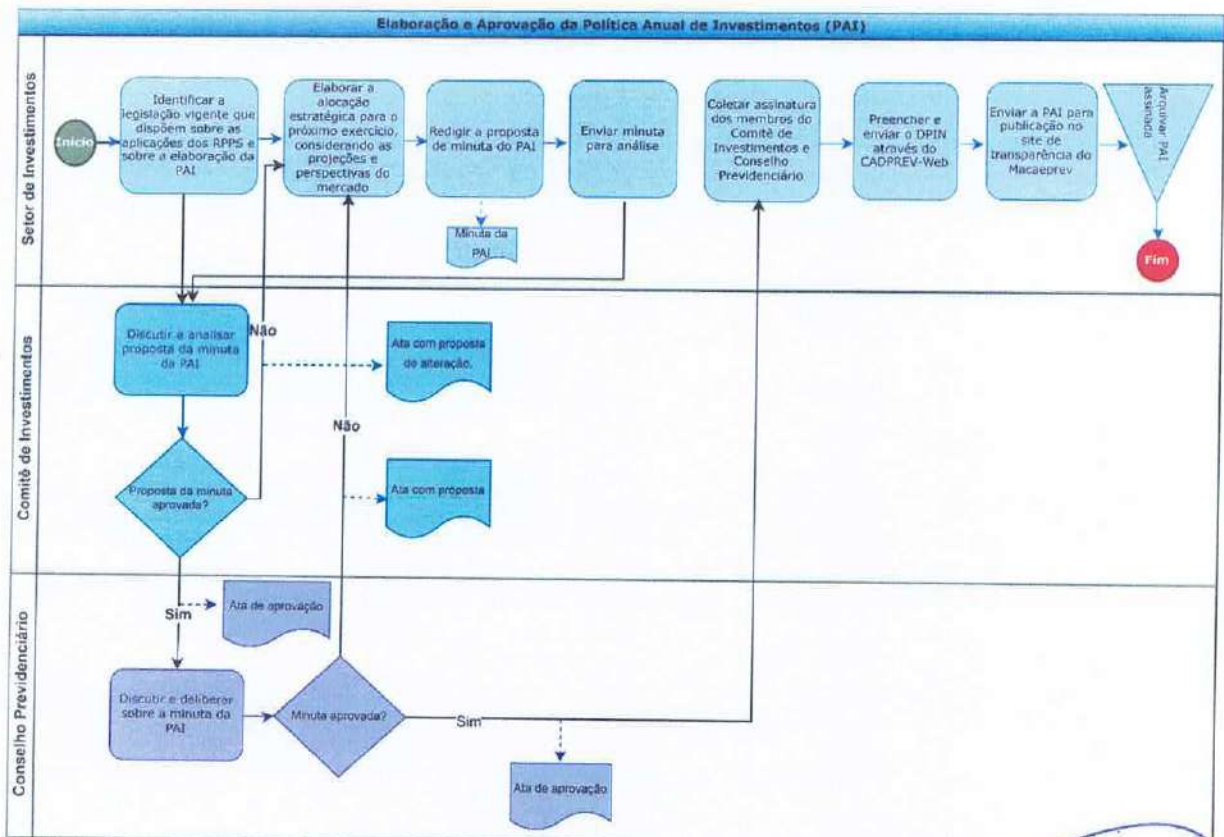 Elaboração e Aprovação da Política Anual de Investimentos (PAI)
Setor de Investimentos
Início
Identificar a
legislação vigente que
dispõem sobre as
aplicações dos RPPS e
sobre a elaboração da
PAI
Elaborar a
alocação
estratégica para o
próximo exercício,
considerando as
projeções e
perspectivas do
mercado
Redigir a proposta
de minuta do PAI
Minuta da
PAI
Enviar minuta
para análise
Coletar assinatura
dos membros do
Comitê de
Investimentos e
Conselho
Previdenciário
Preencher e
enviar o DPIN
através do
CADPREV-Web
Enviar a PAI para
publicação no
site de
transparência do
Macaeprev
Arquivar PAI
assinada
Fim
Comitê de Investimentos
Discutir e analisar
proposta da minuta
da PAI
Não
Ata com proposta
de alteração.
Não
Proposta da minuta
aprovada?
Ata com proposta
Conselho Previdenciário
Sim
Ata de aprovação
Discutir e deliberar
sobre a minuta da
PAI
Minuta aprovada?
Sim
Ata de aprovação